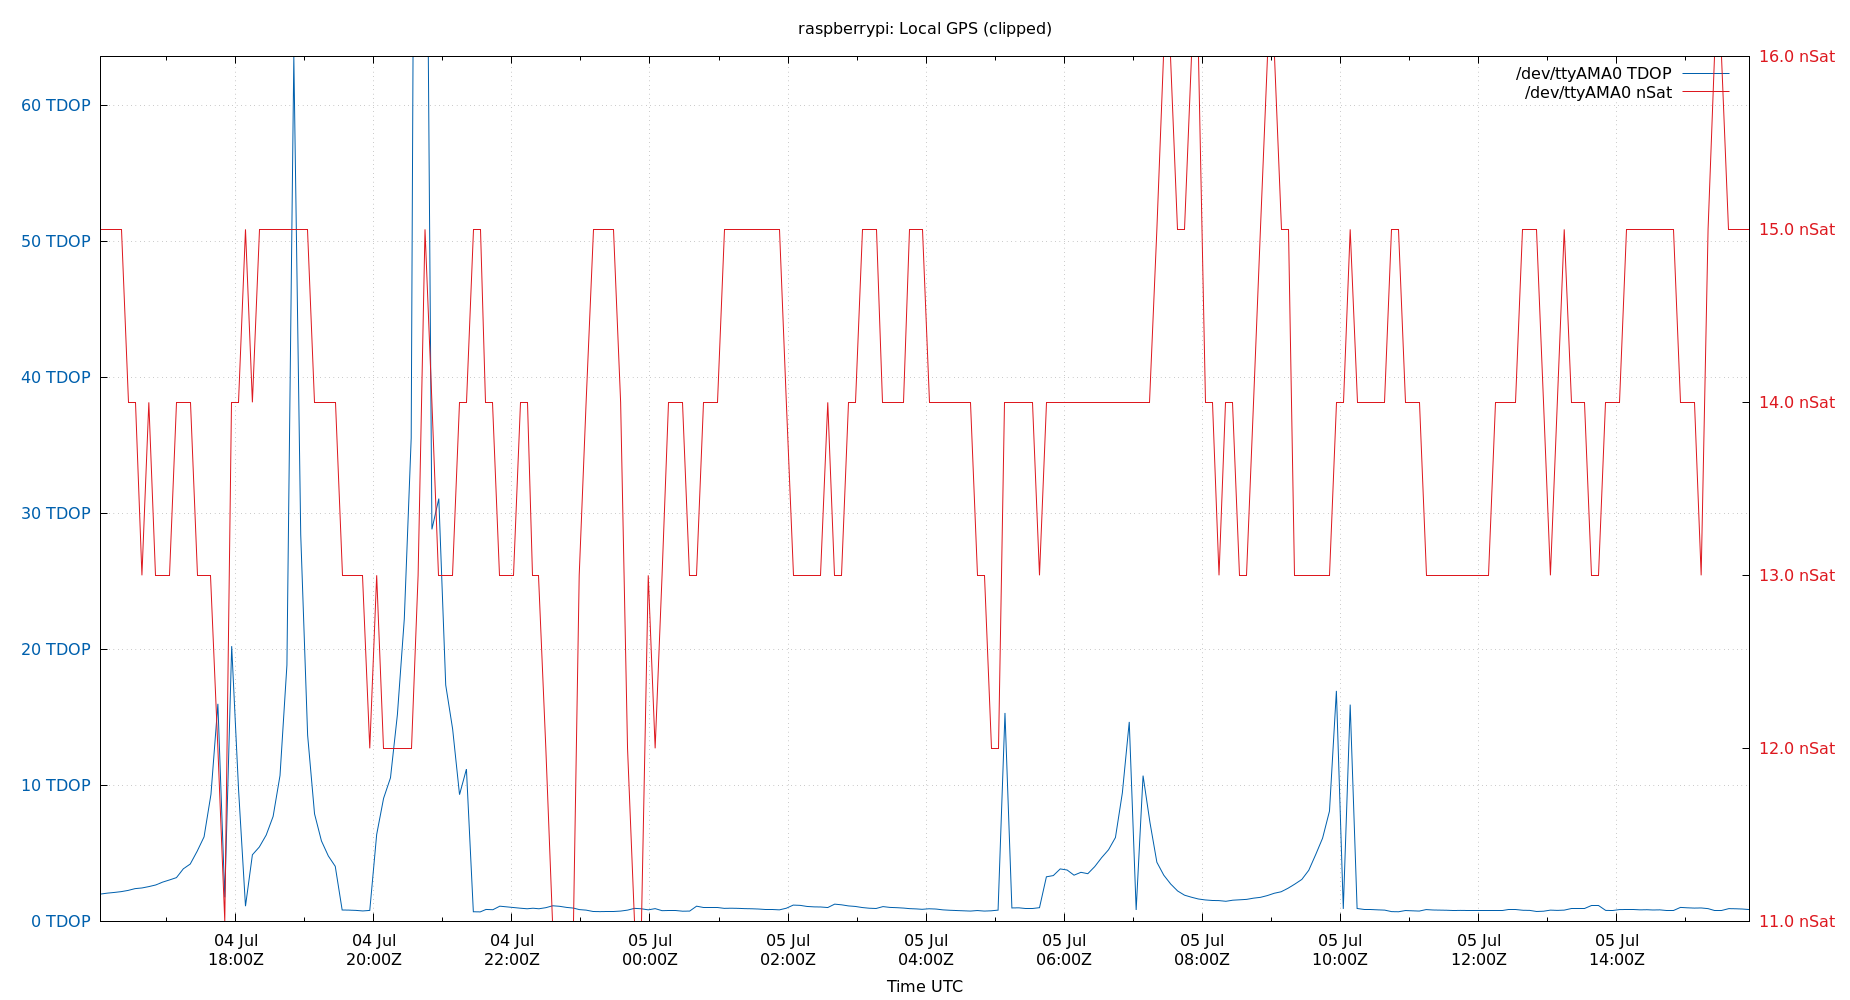 raspberrypi: Local GPS (clipped)
/dev/ttyAMA0 TDOP
/dev/ttyAMA0 nSat
60 TDOP
50 TDOP
40 TDOP
30 TDOP
20 TDOP
10 TDOP
0 TDOP
16.0 nSat
15.0 nSat
14.0 nSat
13.0 nSat
12.0 nSat
11.0 nSat
04 Jul
18:00Z
04 Jul
20:00Z
04 Jul
22:00Z
05 Jul
00:00Z
05 Jul
02:00Z
05 Jul
04:00Z
05 Jul
06:00Z
05 Jul
08:00Z
05 Jul
10:00Z
05 Jul
12:00Z
05 Jul
14:00Z
Time UTC